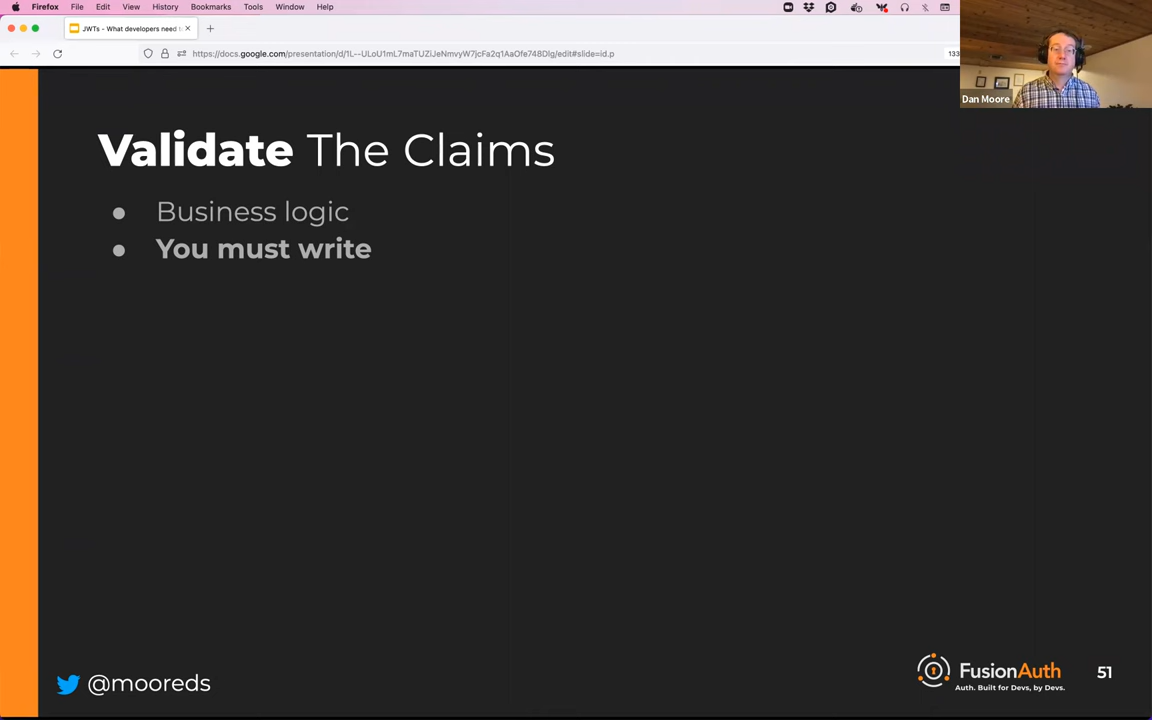 Firefox File Edit View History Bookmarks Tools Window Help
JWTs - What developers need t
https://docs.google.com/presentation/d/1L--ULoU1mL7maTUZiJeNmvyW7jcFa2q1AaOfe748DIg/edit#slide=id.p
133
Dan Moore
Validate The Claims
● Business logic
● You must write
@mooreds
FusionAuth
Auth. Built for Devs, by Devs.
51